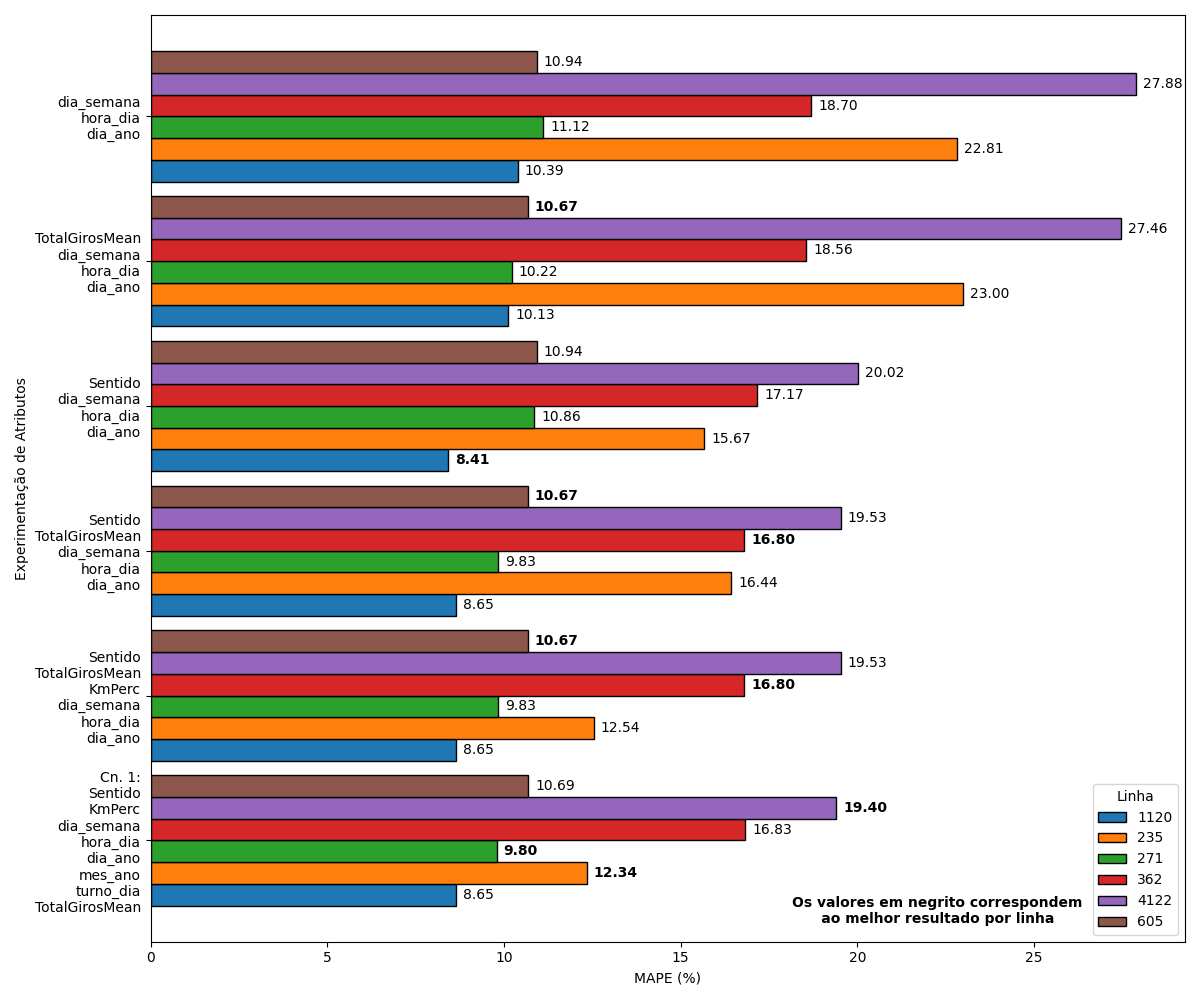 10.94
27.88
dia_semana
hora_dia
dia_ano
18.70
11.12
22.81
10.39
10.67
27.46
TotalGirosMean
dia_semana
hora_dia
dia_ano
18.56
10.22
23.00
10.13
10.94
20.02
Sentido
dia_semana
hora_dia
dia_ano
17.17
10.86
15.67
8.41
10.67
19.53
Sentido
TotalGirosMean
dia_semana
hora_dia
dia_ano
16.80
9.83
16.44
8.65
10.67
19.53
Sentido
TotalGirosMean
KmPerc
dia_semana
hora_dia
dia_ano
16.80
9.83
12.54
8.65
10.69
19.40
Cn. 1:
Sentido
KmPerc
dia_semana
hora_dia
dia_ano
mes_ano
turno_dia
TotalGirosMean
16.83
9.80
12.34
8.65
Experimentação de Atributos
Os valores em negrito correspondem
ao melhor resultado por linha
Linha
1120
235
271
362
4122
605
0 5 10 15 20 25
MAPE (%)